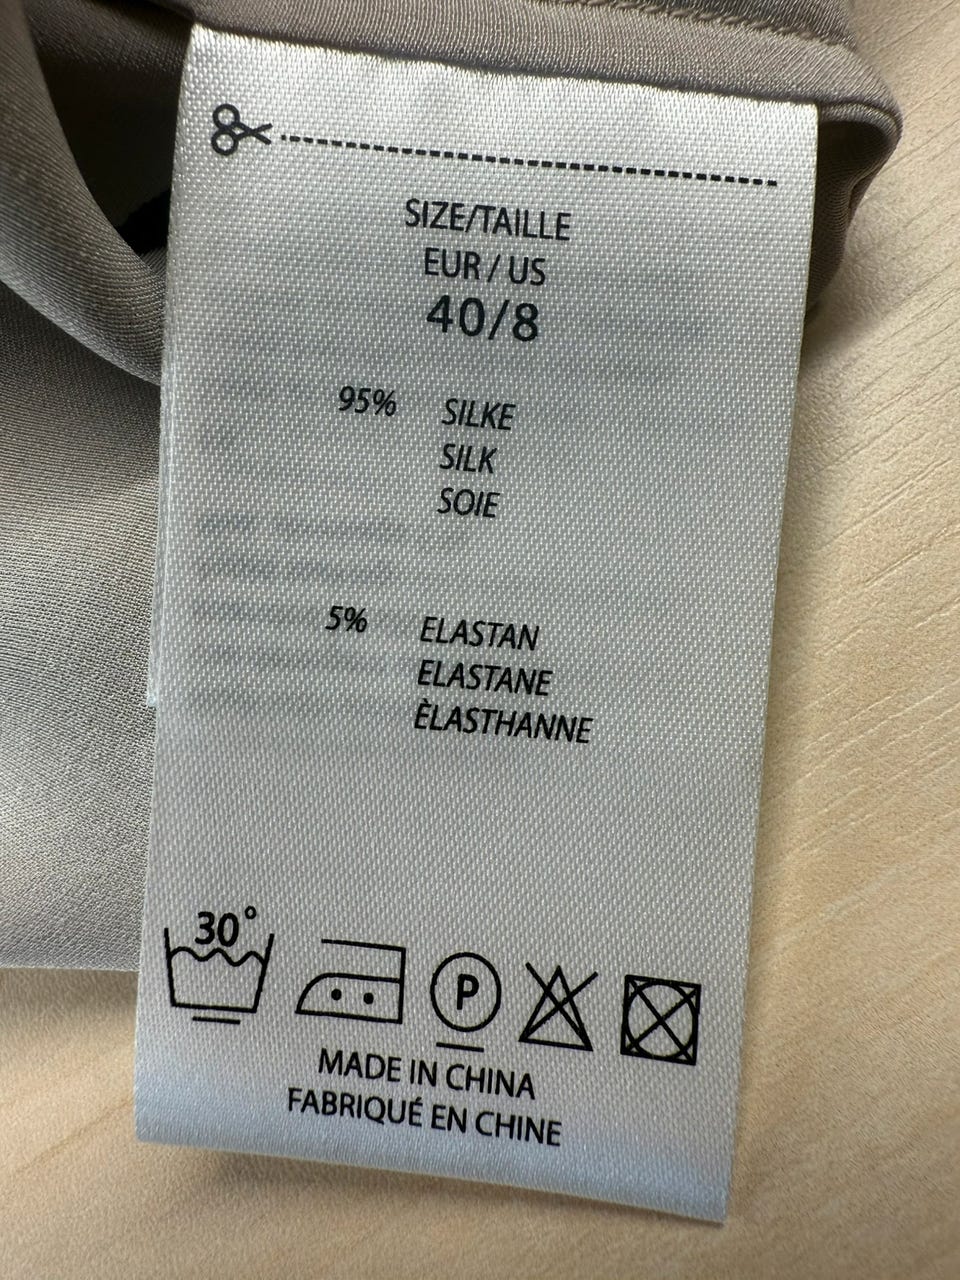 SIZE/TAILLE
EUR / US
40/8
95% SILKE
SILK
SOIE
5% ELASTAN
ELASTANE
ÈLASTHANNE
30°
P
MADE IN CHINA
FABRIQUÉ EN CHINE